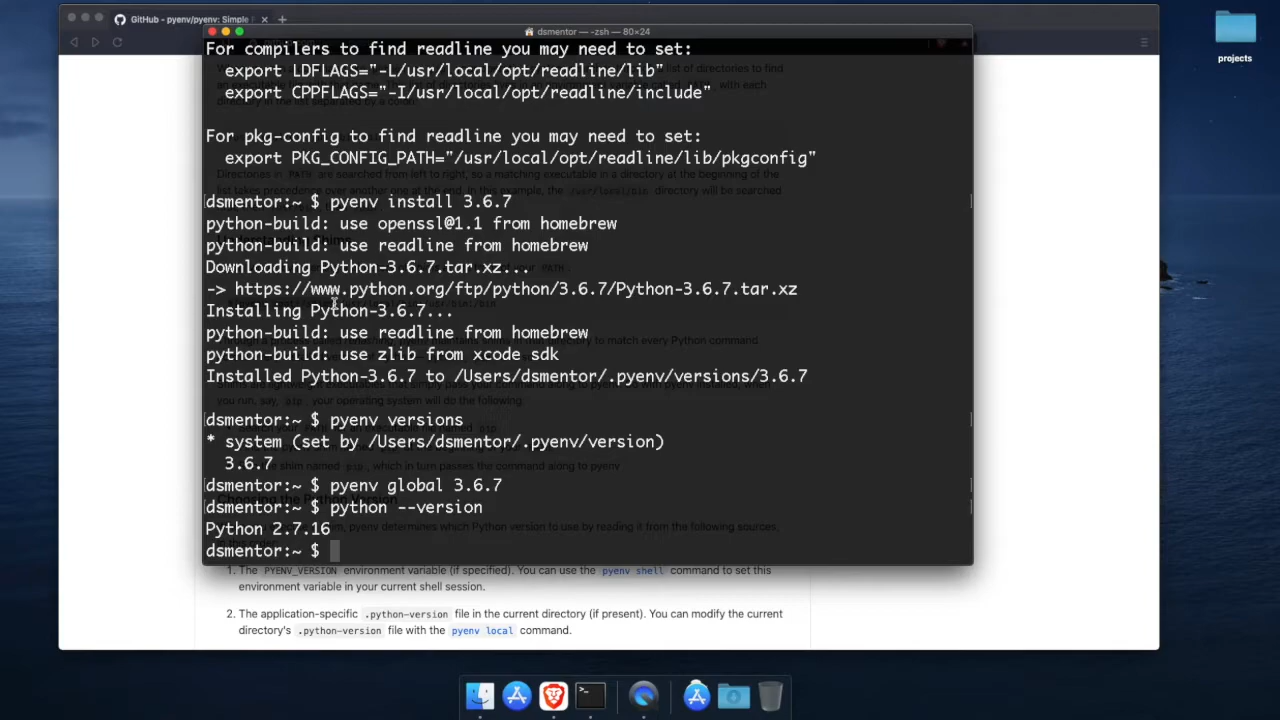 GitHub - pyenv/pyenv: Simple
projects
dsmentor — -zsh — 80×24
For compilers to find readline you may need to set:
export LDFLAGS="-L/usr/local/opt/readline/lib"
export CPPFLAGS="-I/usr/local/opt/readline/include"
For pkg-config to find readline you may need to set:
export PKG_CONFIG_PATH="/usr/local/opt/readline/lib/pkgconfig"
dsmentor:~ $ pyenv install 3.6.7
python-build: use openssl@1.1 from homebrew
python-build: use readline from homebrew
Downloading Python-3.6.7.tar.xz...
-> https://www.python.org/ftp/python/3.6.7/Python-3.6.7.tar.xz
Installing Python-3.6.7...
python-build: use readline from homebrew
python-build: use zlib from xcode sdk
Installed Python-3.6.7 to /Users/dsmentor/.pyenv/versions/3.6.7
dsmentor:~ $ pyenv versions
* system (set by /Users/dsmentor/.pyenv/version)
3.6.7
dsmentor:~ $ pyenv global 3.6.7
dsmentor:~ $ python --version
Python 2.7.16
dsmentor:~ $
1. The PYENV_VERSION environment variable (if specified). You can use the pyenv shell command to set this
environment variable in your current shell session.
2. The application-specific .python-version file in the current directory (if present). You can modify the current
directory's .python-version file with the pyenv local command.